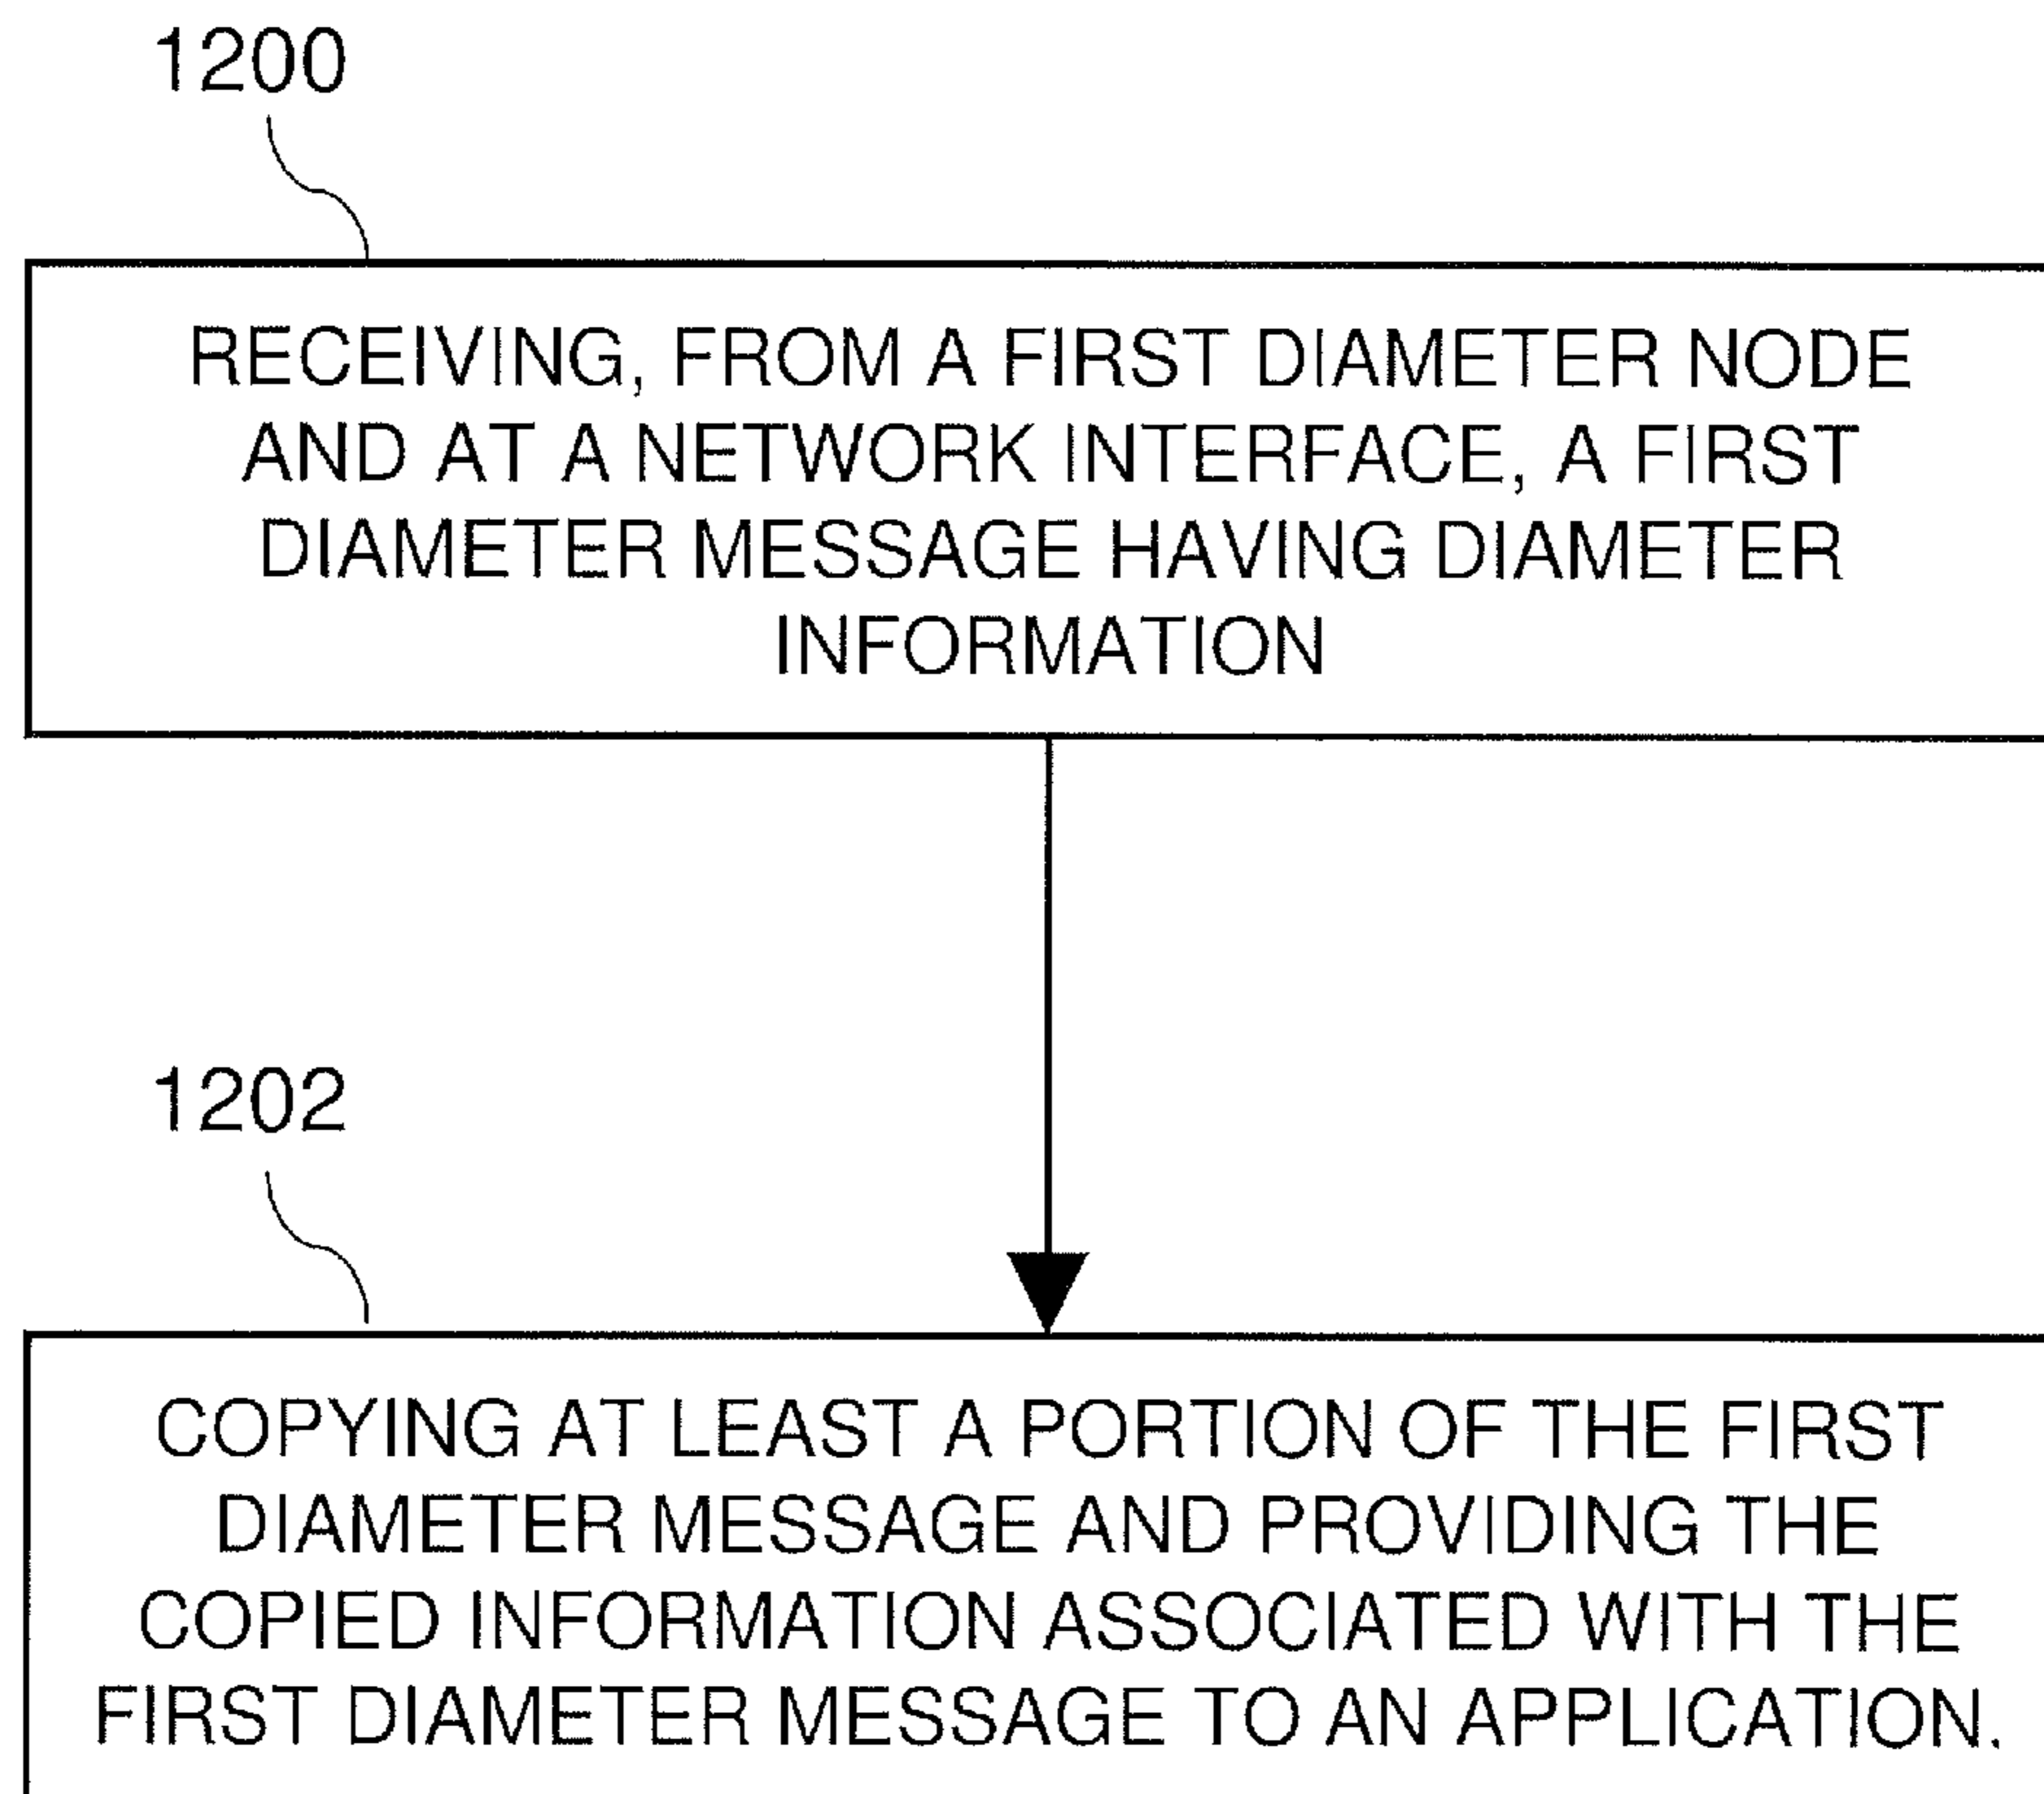 1200
RECEIVING, FROM A FIRST DIAMETER NODE
AND AT A NETWORK INTERFACE, A FIRST
DIAMETER MESSAGE HAVING DIAMETER
INFORMATION
1202
COPYING AT LEAST A PORTION OF THE FIRST
DIAMETER MESSAGE AND PROVIDING THE
COPIED INFORMATION ASSOCIATED WITH THE
FIRST DIAMETER MESSAGE TO AN APPLICATION.